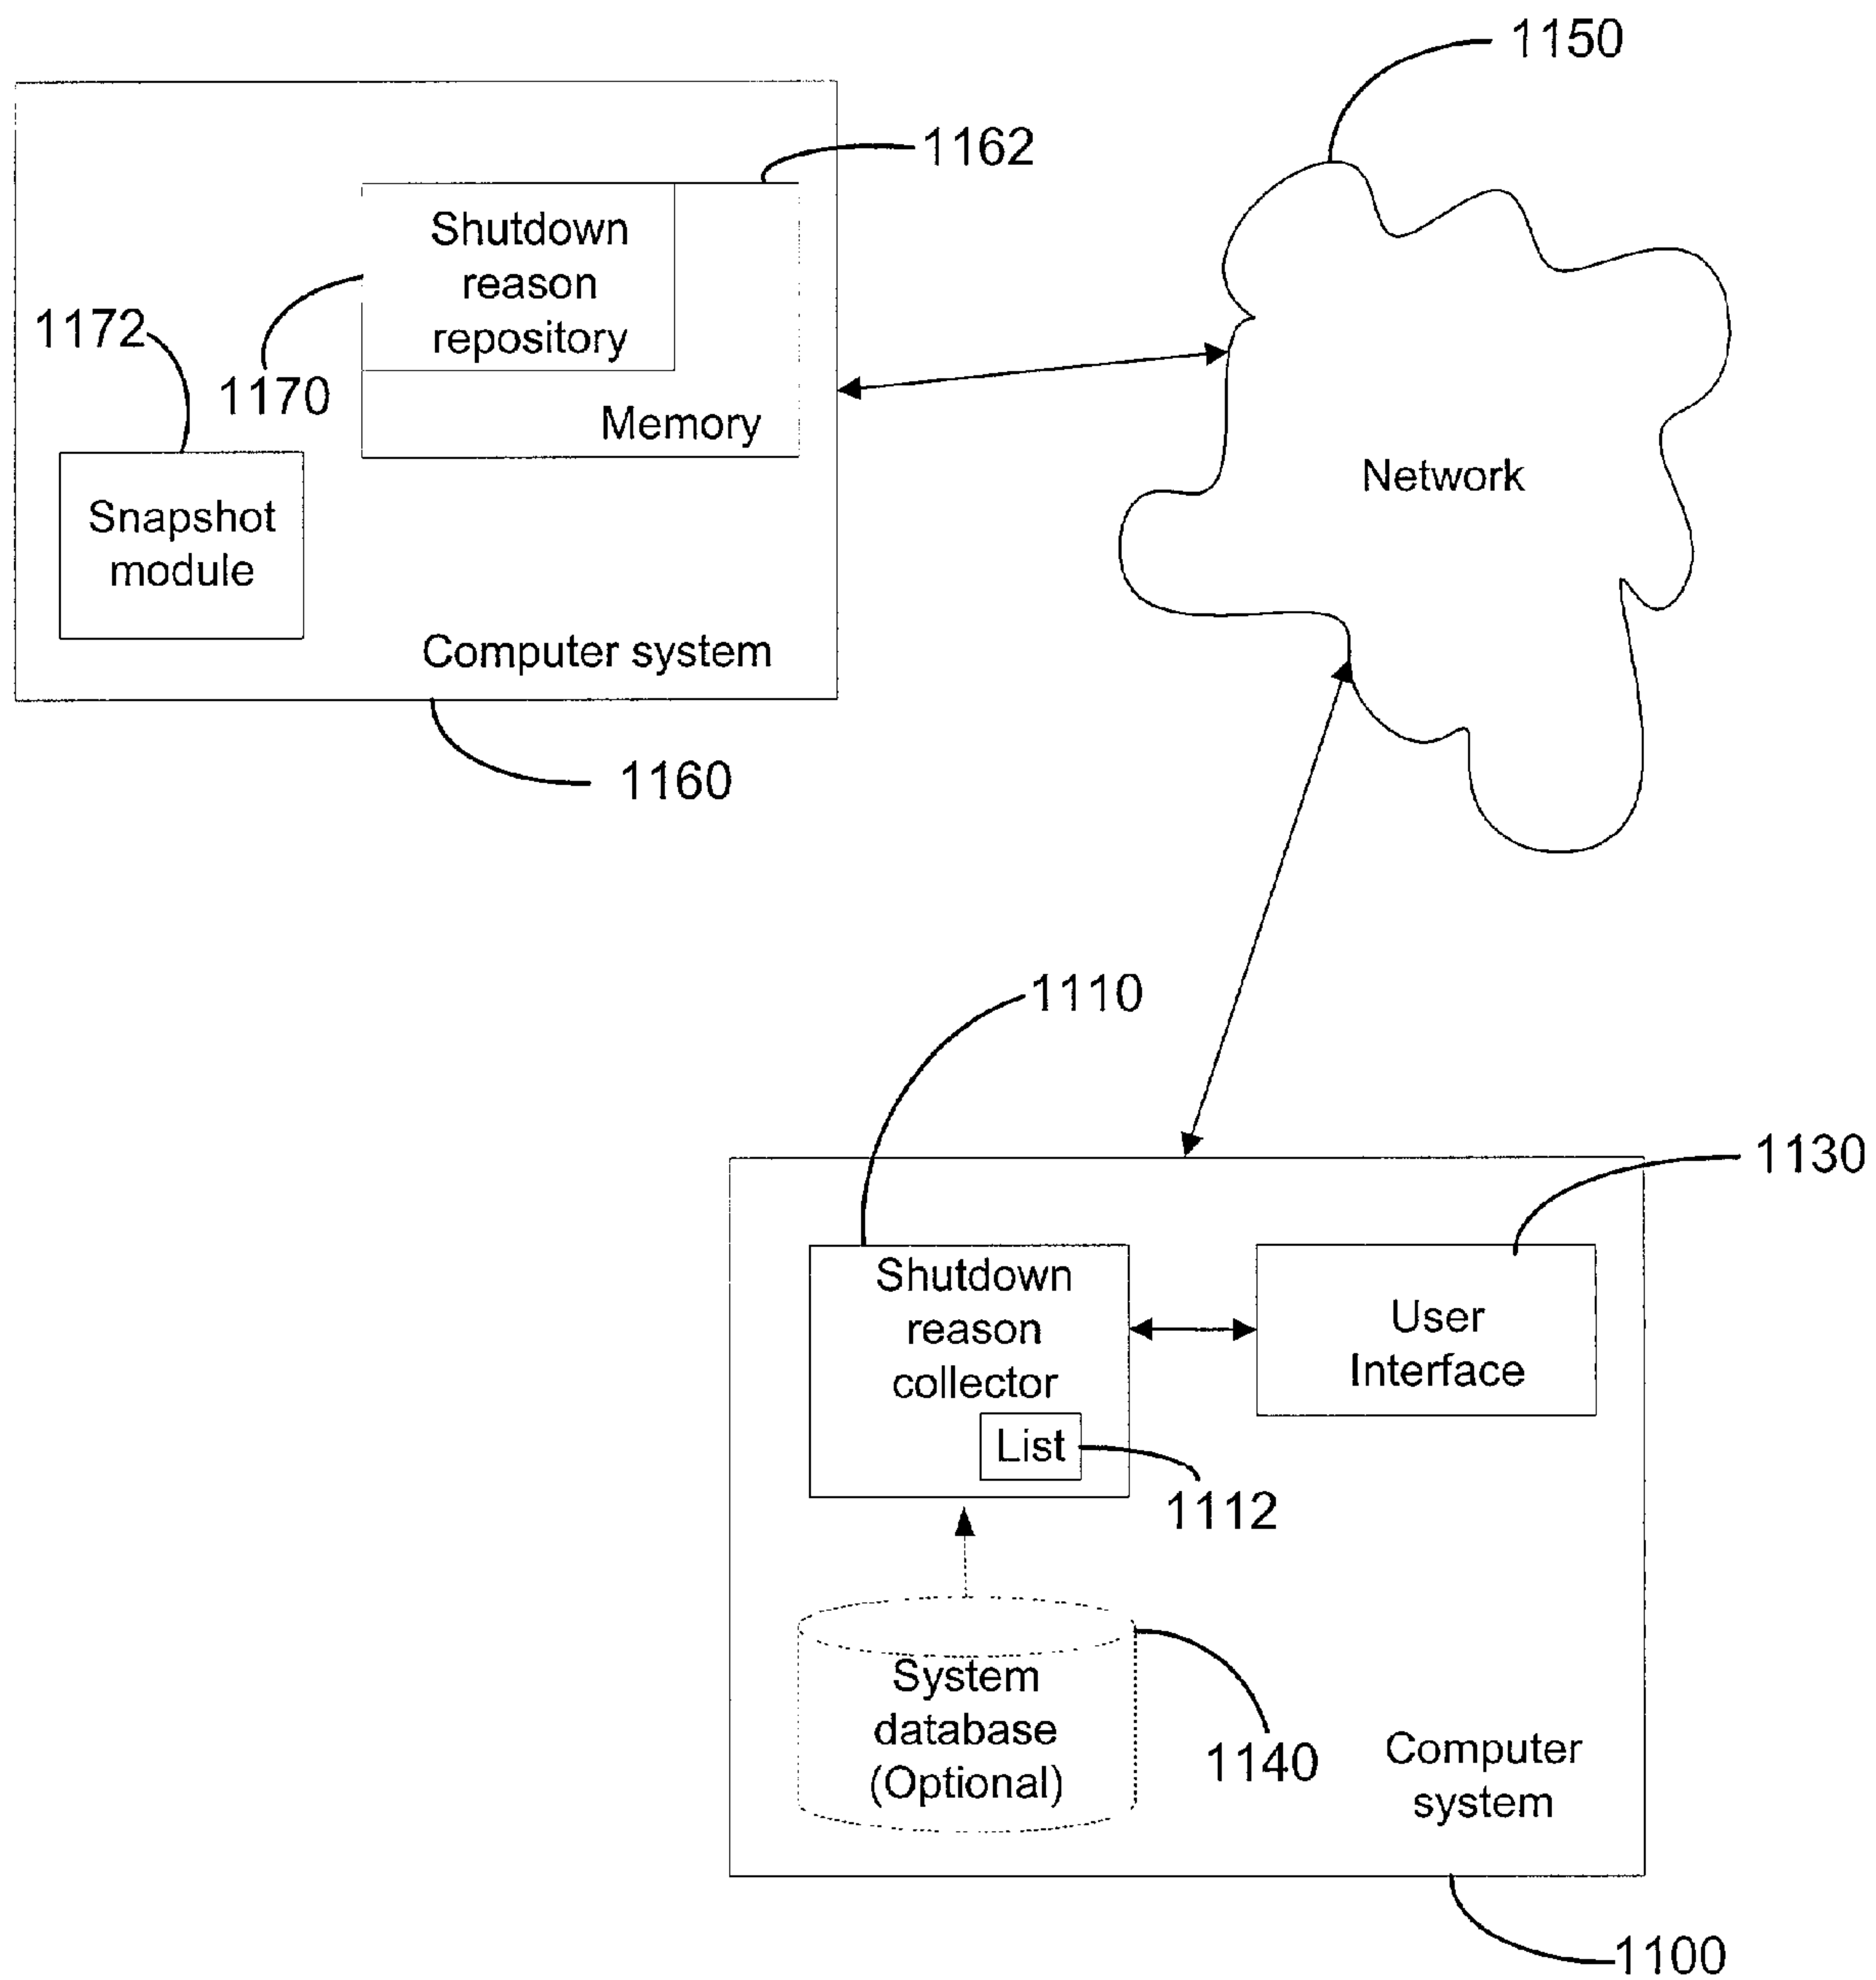 1150
1162
Shutdown
reason
repository
1172
1170
Memory
Network
Snapshot
module
Computer system
1160
1110
1130
Shutdown
reason
collector
User
Interface
List
1112
System
database
(Optional)
1140
Computer
system
1100